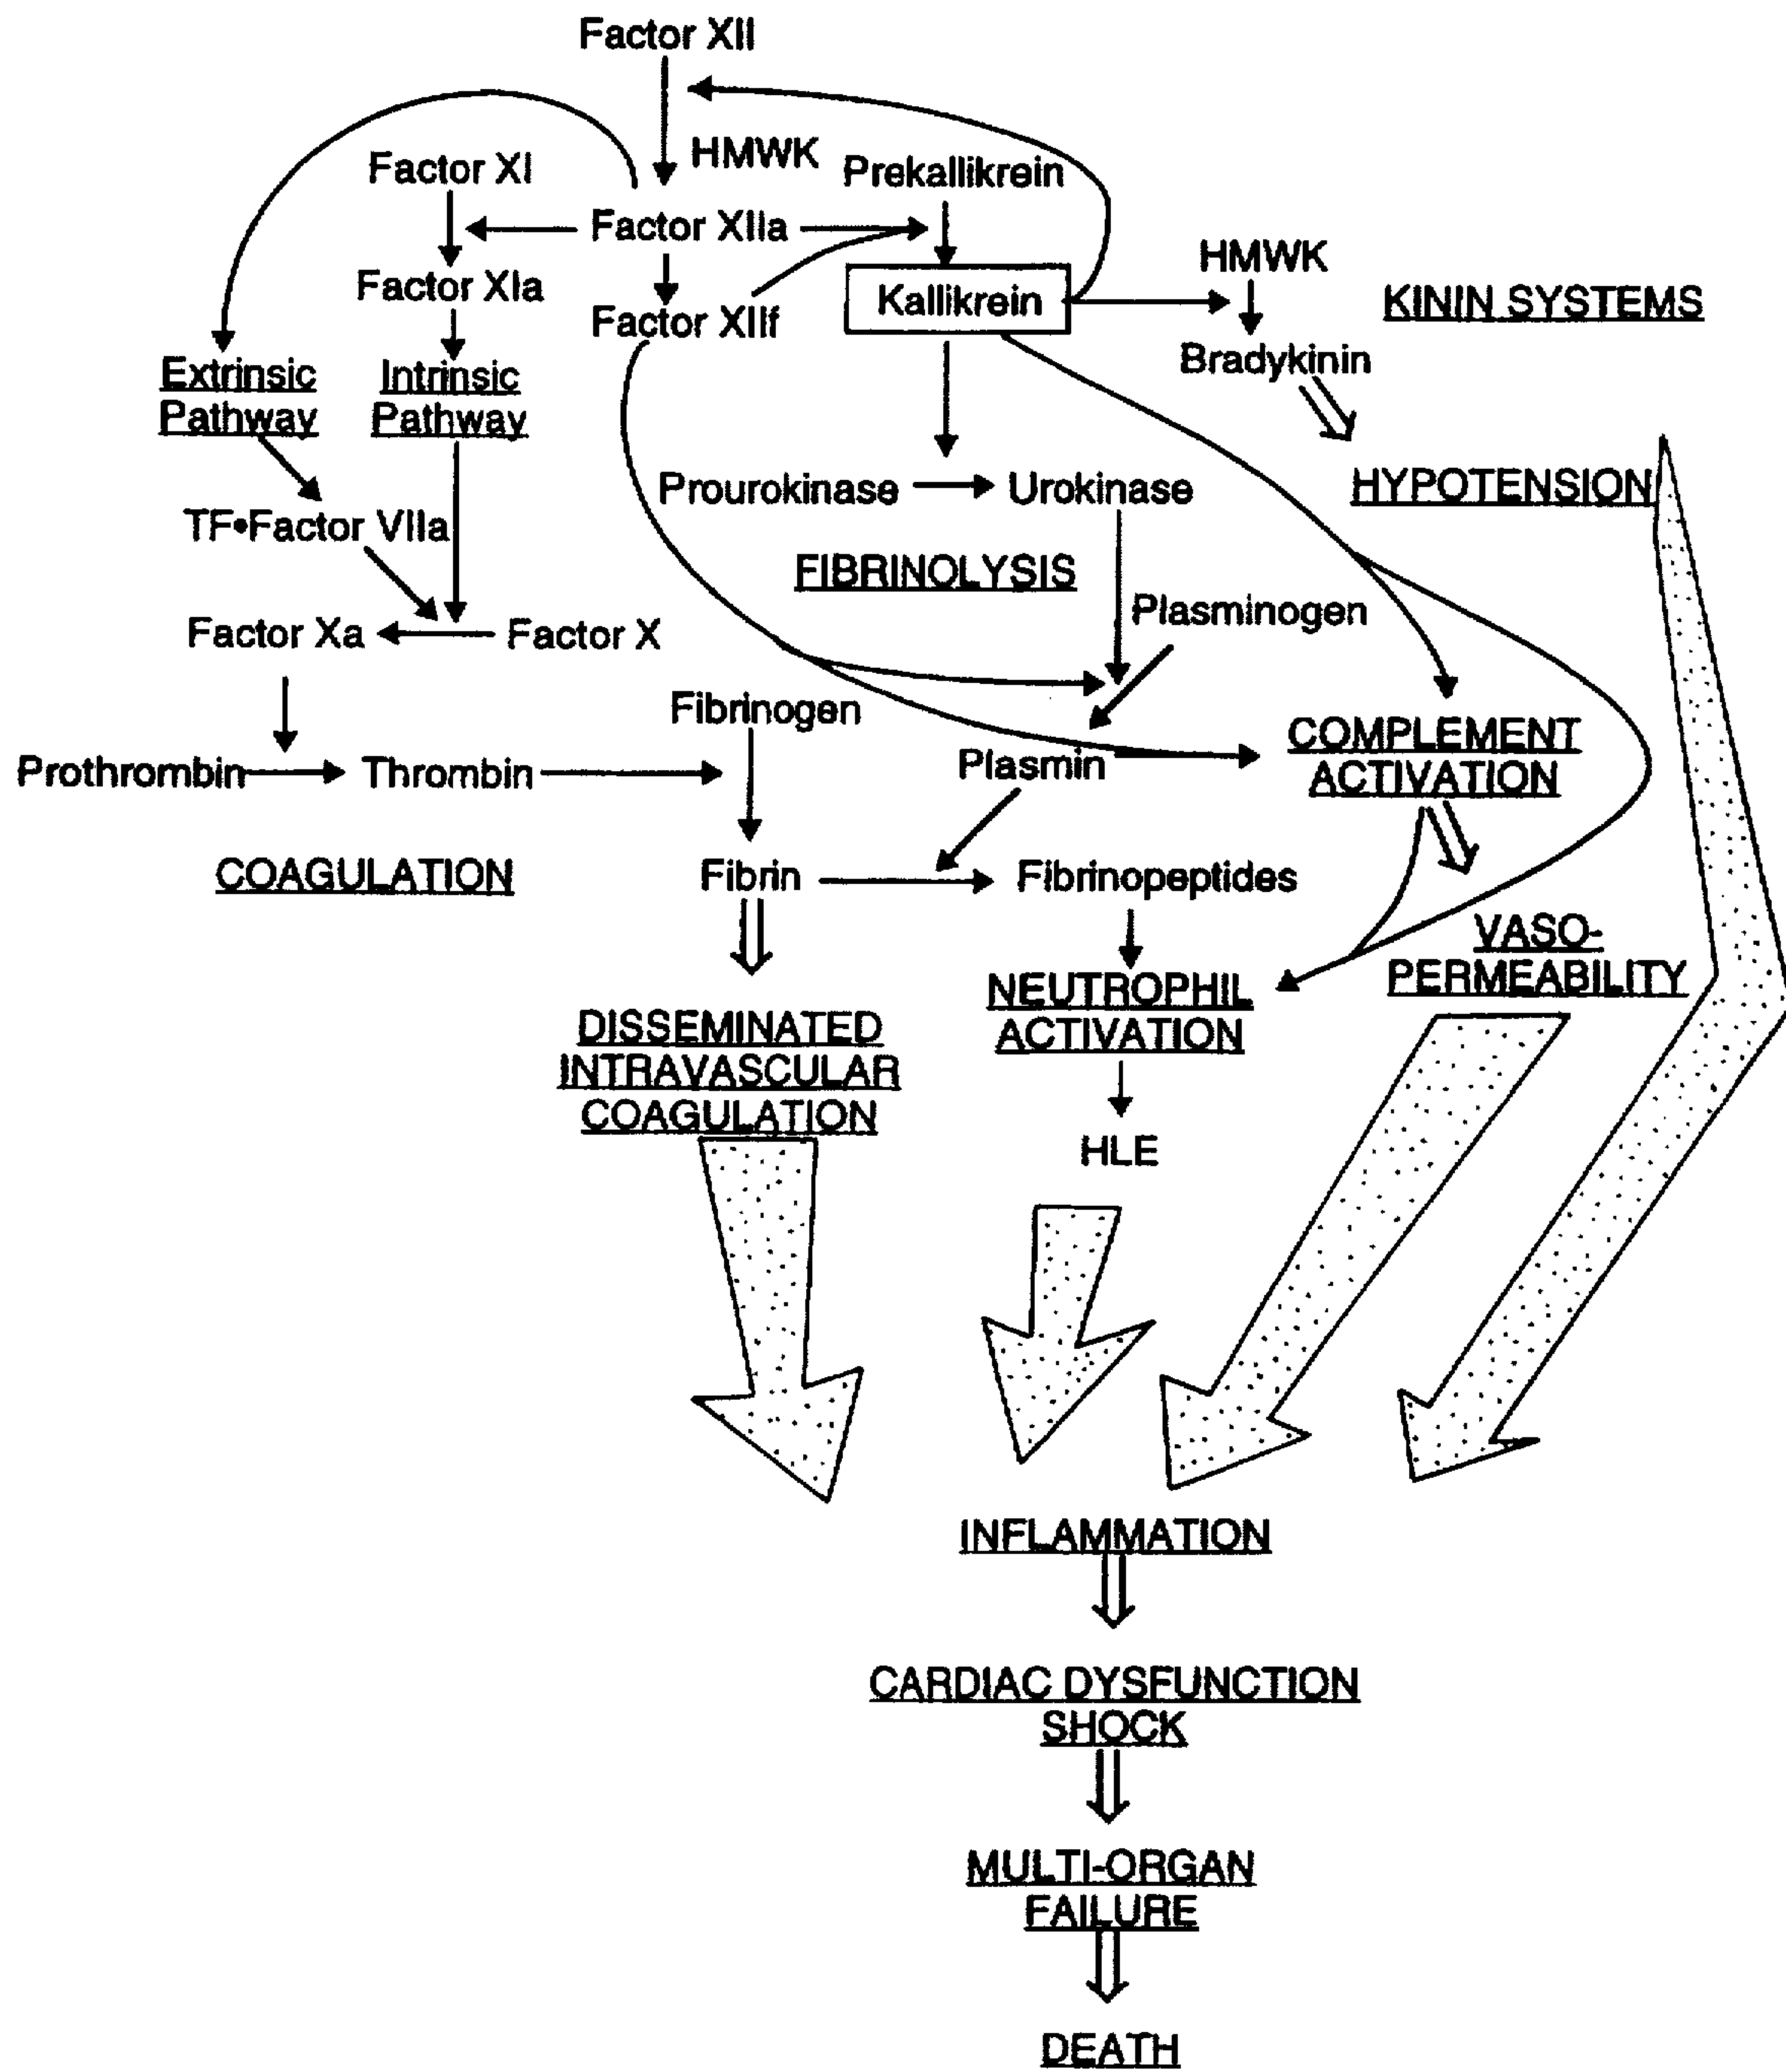 Factor XII
HMWK
Factor XI
Prekallikrein
Factor XIIa
HMWK
Factor XIa
Kallikrein
KININ SYSTEMS
Factor XIIf
Bradykinin
Extrinsic
Pathway
Intrinsic
Pathway
HYPOTENSION
Prourokinase
Urokinase
TF•Factor VIIa
FIBRINOLYSIS
Plasminogen
Factor Xa
Factor X
Fibrinogen
COMPLEMENT
ACTIVATION
Prothrombin
Thrombin
Plasmin
COAGULATION
Fibrin
Fibrinopeptides
VASO-
PERMEABILITY
NEUTROPHIL
ACTIVATION
DISSEMINATED
INTRAVASCULAR
COAGULATION
HLE
INFLAMMATION
CARDIAC DYSFUNCTION
SHOCK
MULTI-ORGAN
FAILURE
DEATH